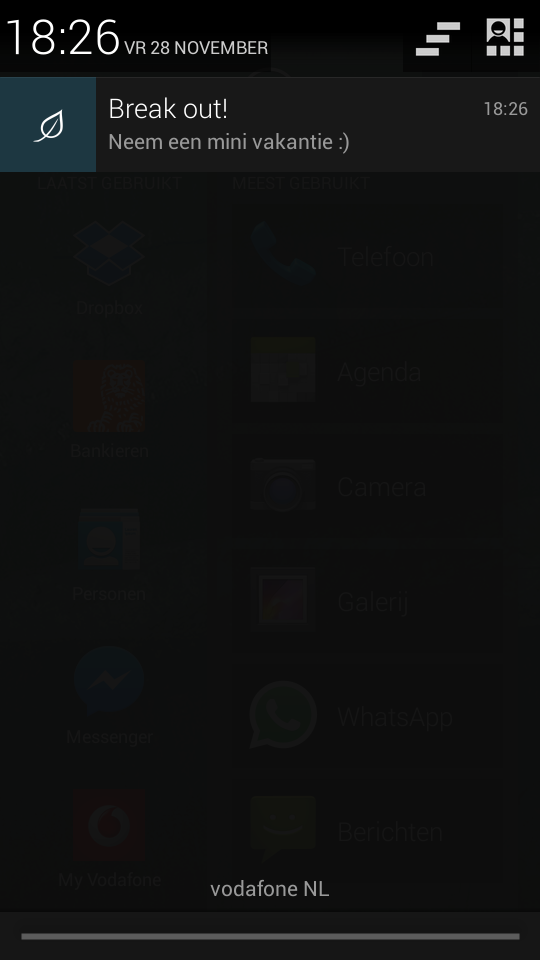 18:26 VR 28 NOVEMBER
Break out! 18:26
Neem een mini vakantie :)
LAATST GEBRUIKT MEEST GEBRUIKT
Dropbox
Telefoon
Bankieren
Agenda
Personen
Camera
Messenger
Galerij
My Vodafone
WhatsApp
Berichten
vodafone NL